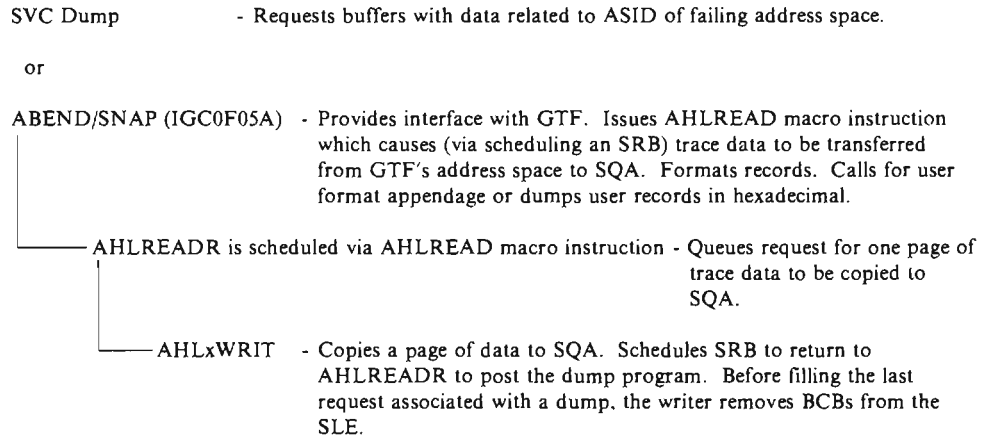 SVC Dump - Requests buffers with data related to ASID of failing address space.
or
ABEND/SNAP (IGC0F05A) - Provides interface with GTF. Issues AHLREAD macro instruction
which causes (via scheduling an SRB) trace data to be transferred
from GTF's address space to SQA. Formats records. Calls for user
format appendage or dumps user records in hexadecimal.
AHLREADR is scheduled via AHLREAD macro instruction - Queues request for one page of
trace data to be copied to
SQA.
AHLxWRIT - Copies a page of data to SQA. Schedules SRB to return to
AHLREADR to post the dump program. Before filling the last
request associated with a dump, the writer removes BCBs from the
SLE.